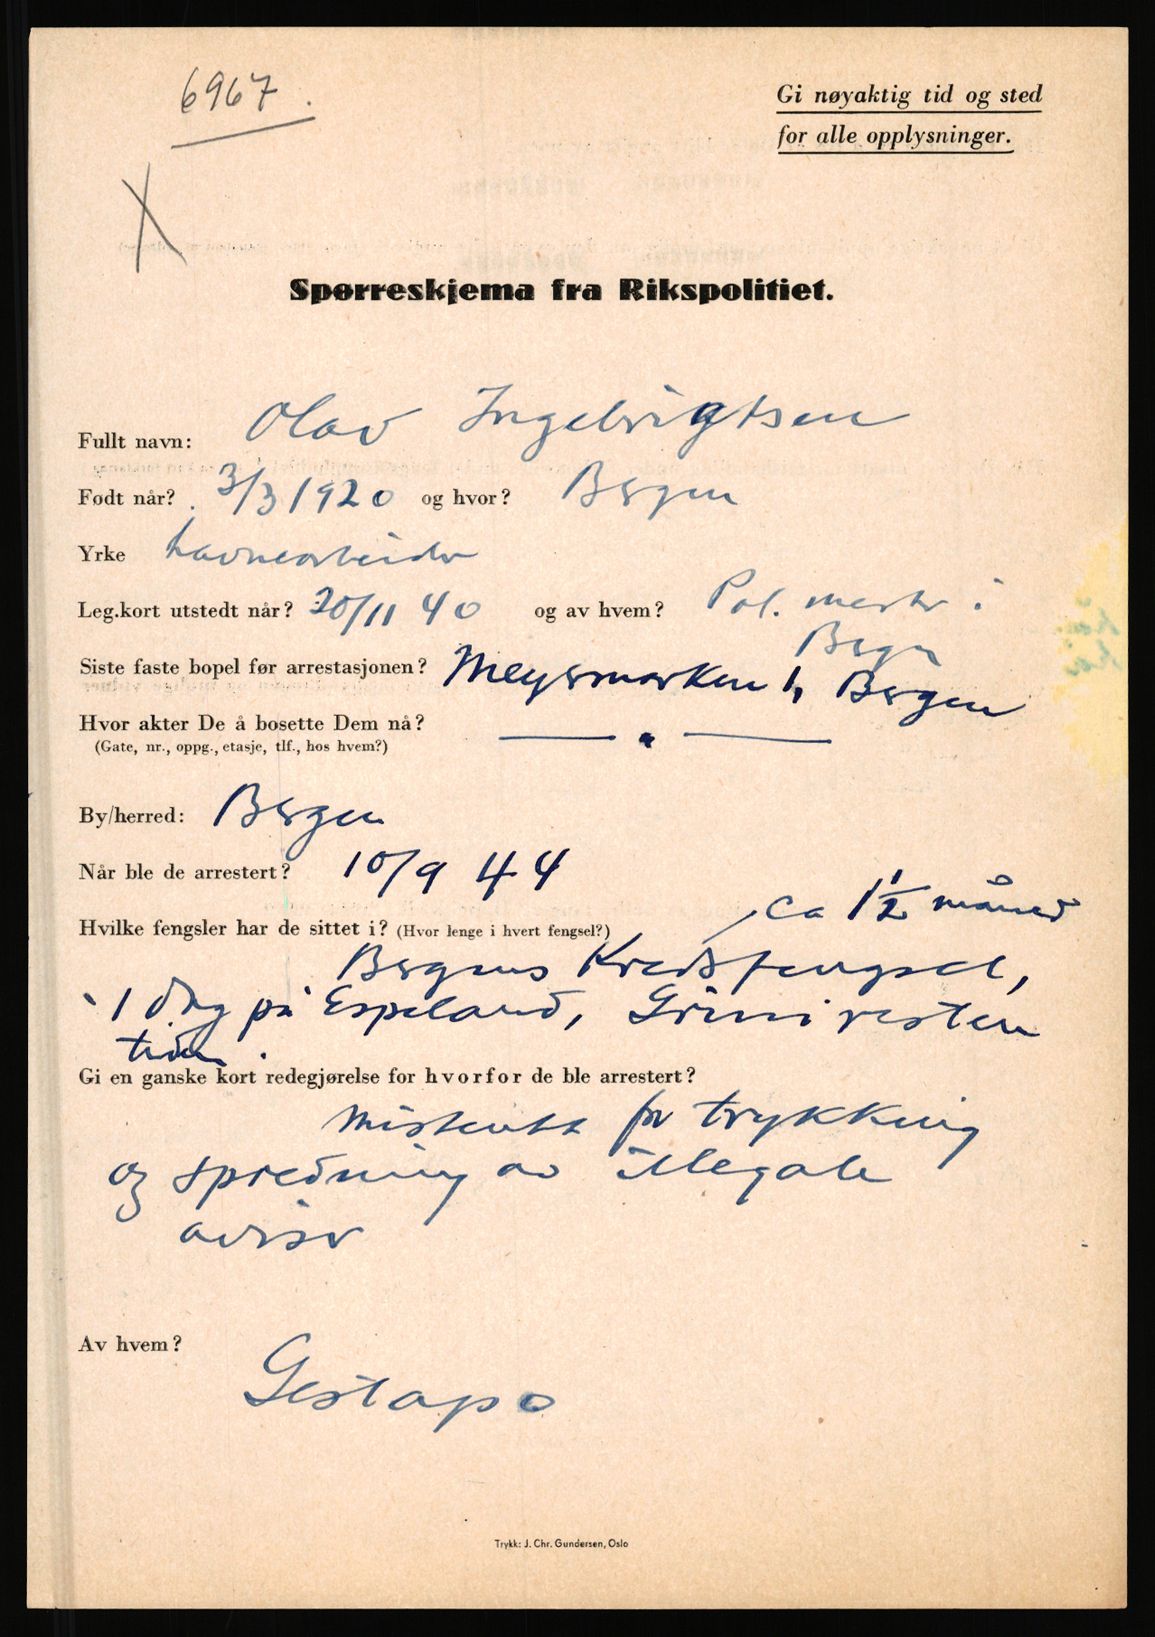 6967.
Gi nøyaktig tid og sted
for alle opplysninger.
X
Spørreskjema fra Rikspolitiet.
Fullt navn: Olav Ingebrigtsen
Født når? 3/3 1920 og hvor? Bergen
Yrke havnearbeider
Leg.kort utstedt når? 20/11 40 og av hvem? Pol. mester i
Bergen
Siste faste bopel før arrestasjonen? Meyermarken 1, Bergen
Hvor akter De å bosette Dem nå? — " —
(Gate, nr., oppg., etasje, tlf., hos hvem?)
By/herred: Bergen
Når ble de arrestert? 10/9 44
ca 1 1/2 måned
Hvilke fengsler har de sittet i? (Hvor lenge i hvert fengsel?)
Bergens Kredsfengsel,
1 dag på Espeland, Grini resten
tiden.
Gi en ganske kort redegjørelse for hvorfor de ble arrestert?
Mistenkt for trykking
og spredning av illegale
aviser
Av hvem?
Gestapo
Trykk: J. Chr. Gundersen, Oslo